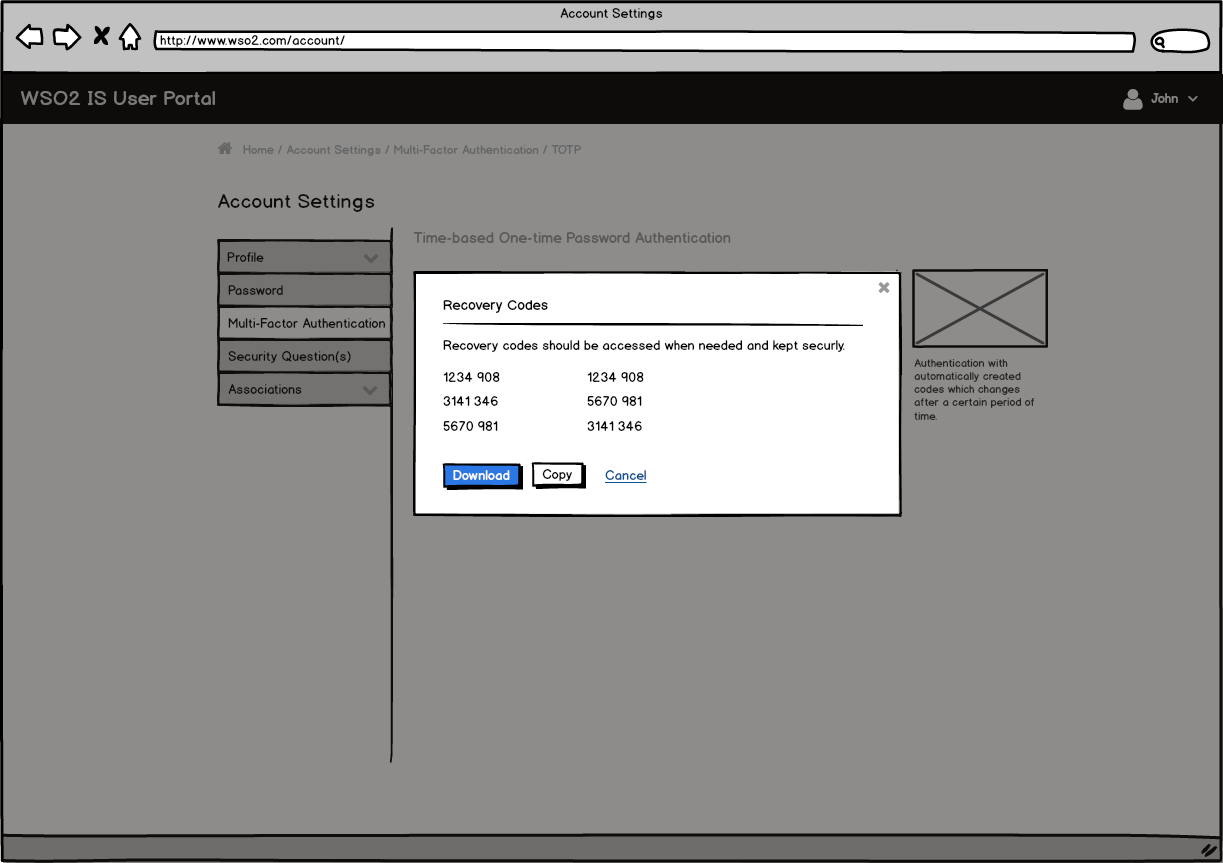 Account Settings
http://www.wso2.com/account/
WSO2 IS User Portal
John
Home / Account Settings / Multi-Factor Authentication / TOTP
Account Settings
Profile
Password
Multi-Factor Authentication
Security Question(s)
Associations
Time-based One-time Password Authentication
Recovery Codes
Recovery codes should be accessed when needed and kept securly.
1234 908 1234 908
3141 346 5670 981
5670 981 3141 346
Download Copy Cancel
Authentication with
automatically created
codes which changes
after a certain period of
time.